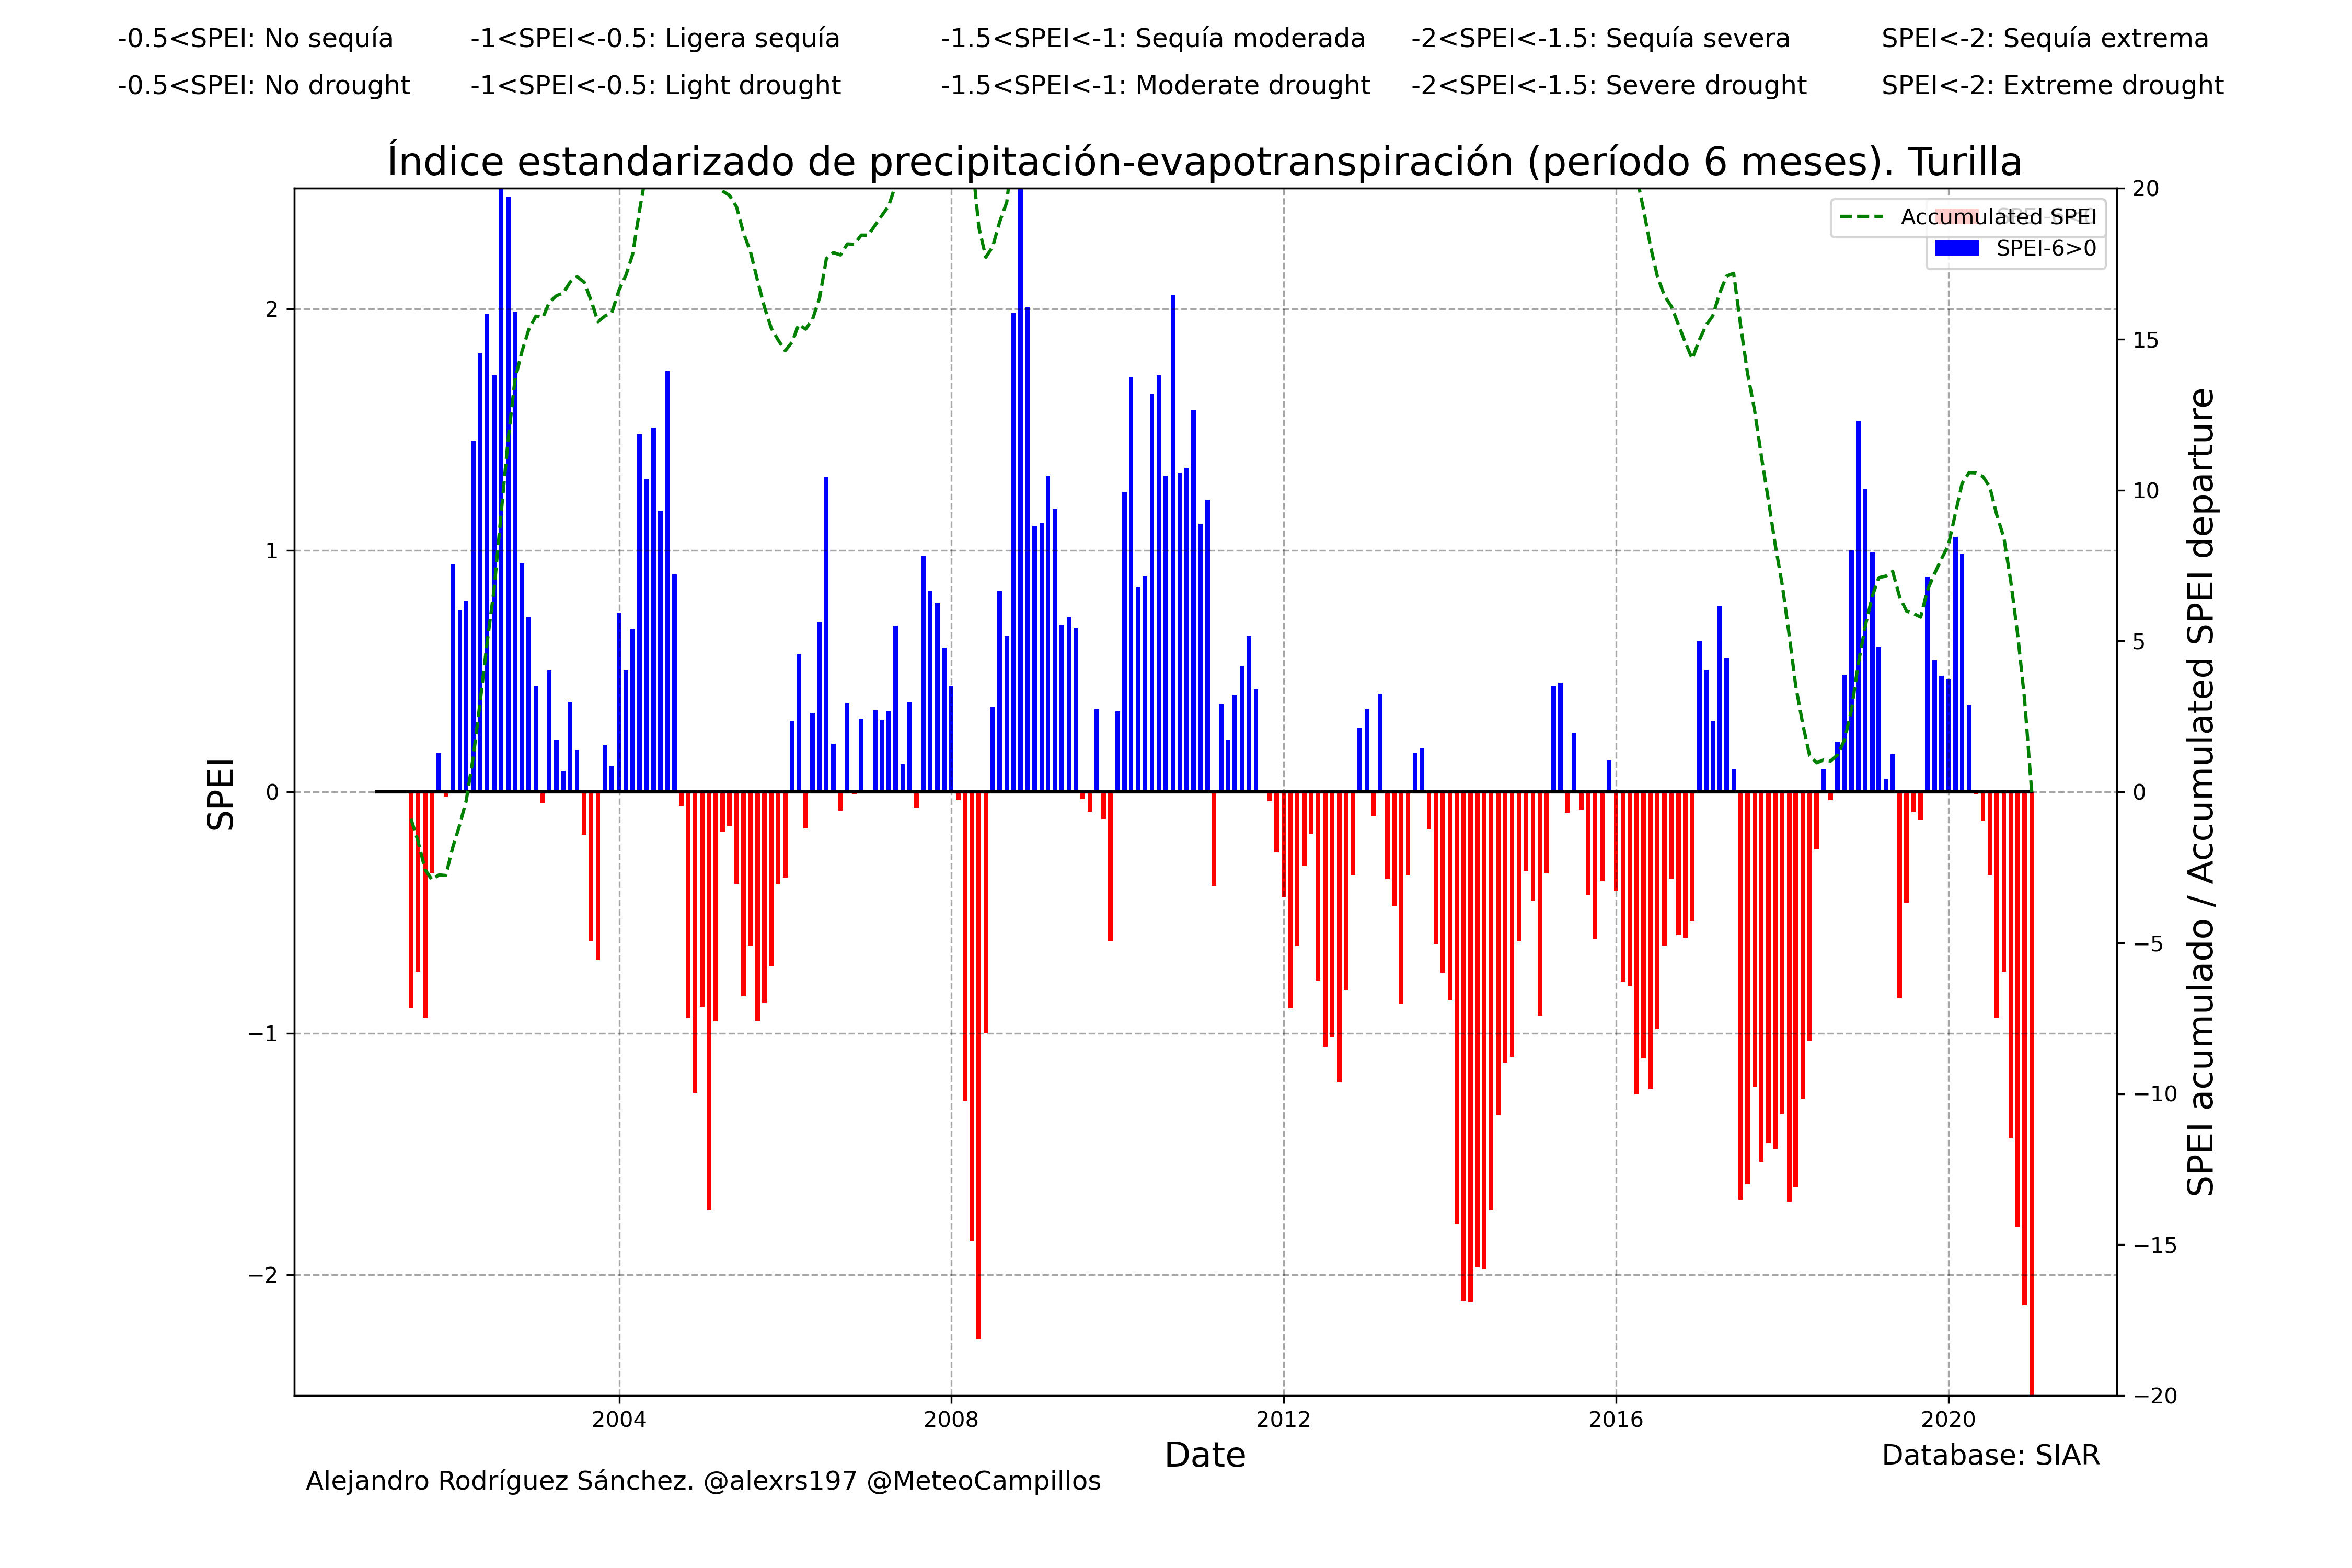 -0.5<SPEI: No sequía -1<SPEI<-0.5: Ligera sequía -1.5<SPEI<-1: Sequía moderada -2<SPEI<-1.5: Sequía severa SPEI<-2: Sequía extrema
-0.5<SPEI: No drought -1<SPEI<-0.5: Light drought -1.5<SPEI<-1: Moderate drought -2<SPEI<-1.5: Severe drought SPEI<-2: Extreme drought
Índice estandarizado de precipitación-evapotranspiración (período 6 meses). Turilla
Accumulated SPEI
SPEI-6>0
2
1
0
−1
−2
SPEI
20
15
10
5
0
−5
−10
−15
−20
SPEI acumulado / Accumulated SPEI departure
2004 2008 2012 2016 2020
Date
Database: SIAR
Alejandro Rodríguez Sánchez. @alexrs197 @MeteoCampillos